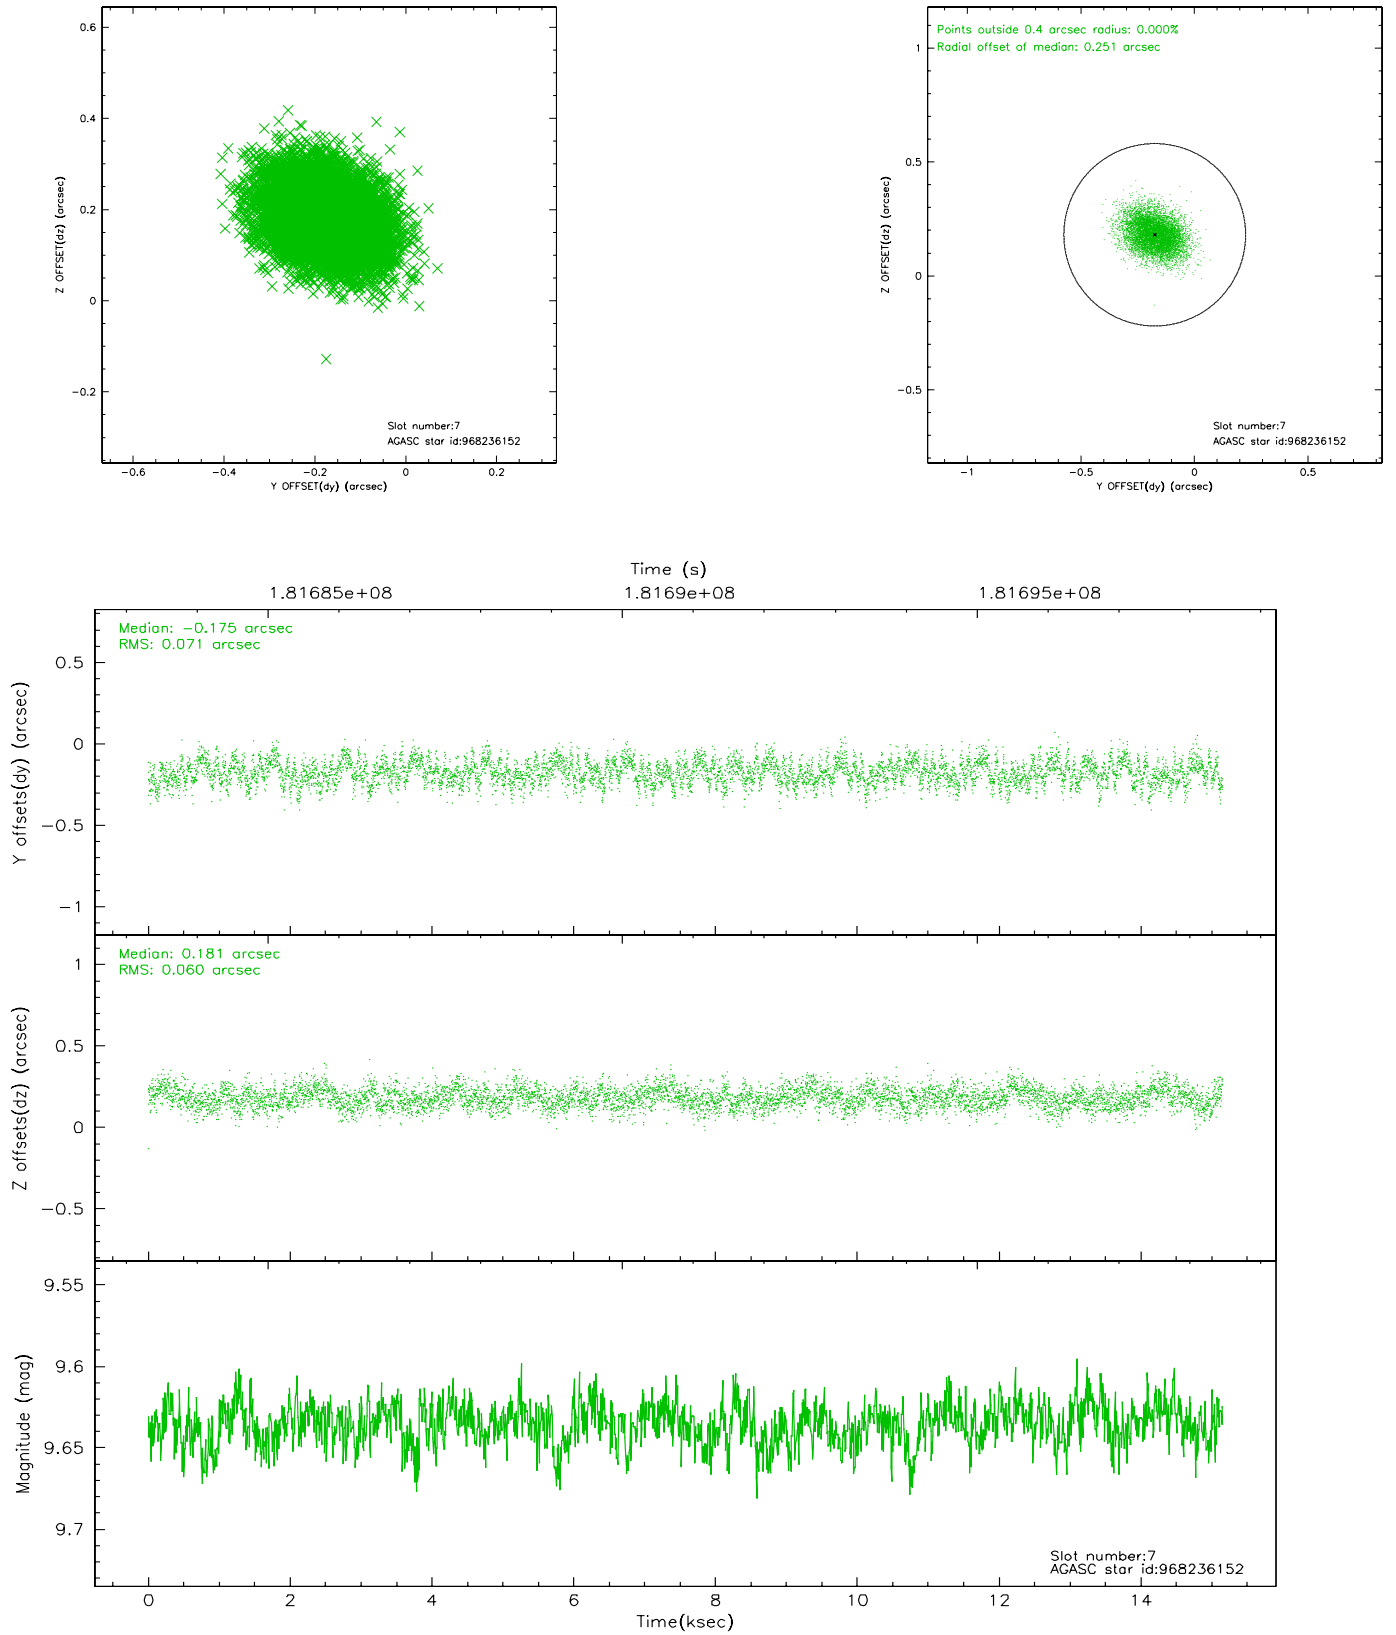 0.6
0.4
0.2
0
−0.2
Z OFFSET(dz) (arcsec)
Slot number:7
AGASC star id:968236152
−0.6 −0.4 −0.2 0 0.2
Y OFFSET(dy) (arcsec)
Points outside 0.4 arcsec radius: 0.000%
Radial offset of median: 0.251 arcsec
1
0.5
0
−0.5
Z OFFSET(dz) (arcsec)
Slot number:7
AGASC star id:968236152
−1 −0.5 0 0.5
Y OFFSET(dy) (arcsec)
Time (s)
1.81685e+08 1.8169e+08 1.81695e+08
Median: −0.175 arcsec
RMS: 0.071 arcsec
0.5
0
−0.5
−1
Y offsets(dy) (arcsec)
Median: 0.181 arcsec
RMS: 0.060 arcsec
1
0.5
0
−0.5
Z offsets(dz) (arcsec)
9.55
9.6
9.65
9.7
Magnitude (mag)
Slot number:7
AGASC star id:968236152
0 2 4 6 8 10 12 14
Time(ksec)